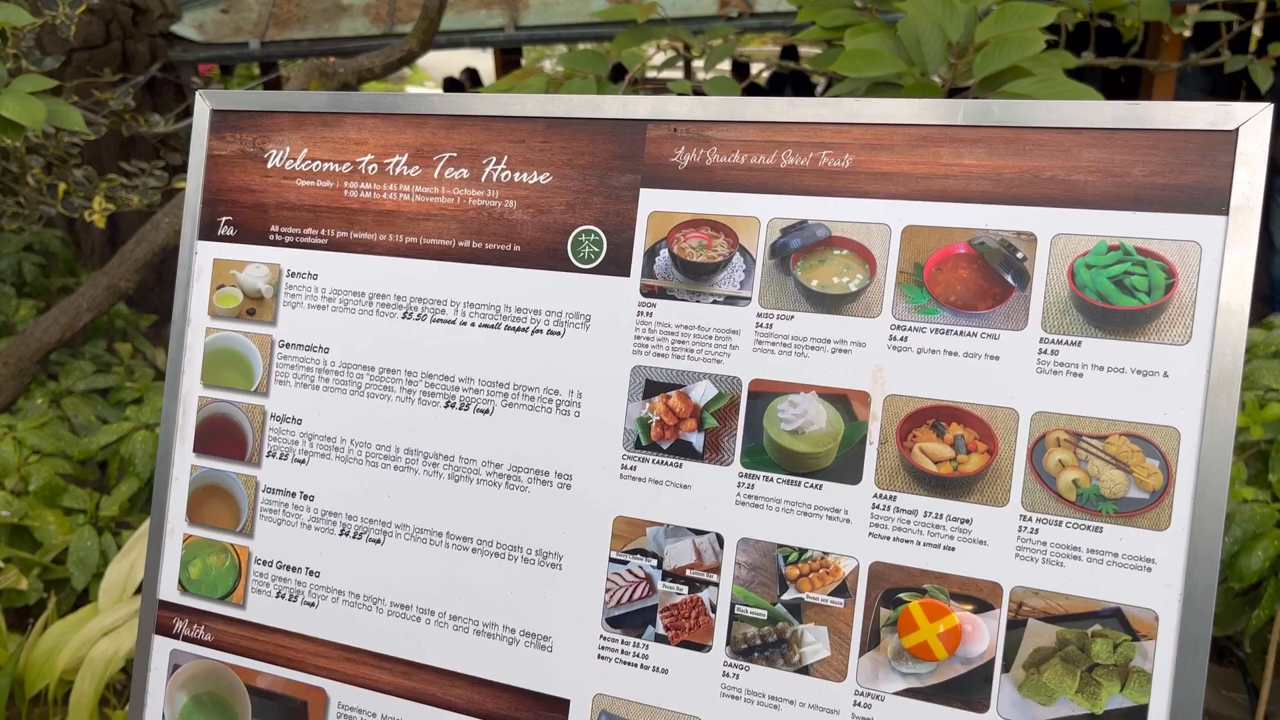 Welcome to the Tea House
Open Daily | 9:00 AM to 5:45 PM (March 1 - October 31)
9:00 AM to 4:45 PM (November 1 - February 28)
Tea
All orders after 4:15 pm (winter) or 5:15 pm (summer) will be served in
a to-go container
茶
Sencha
Sencha is a Japanese green tea prepared by steaming its leaves and rolling
them into their signature needle-like shape. It is characterized by a distinctly
bright, sweet aroma and flavor. $5.50 (served in a small teapot for two)
Genmaicha
Genmaicha is a Japanese green tea blended with toasted brown rice. It is
sometimes referred to as "popcorn tea" because when some of the rice grains
pop during the roasting process, they resemble popcorn. Genmaicha has a
fresh, intense aroma and savory, nutty flavor. $4.25 (cup)
Hojicha
Hojicha originated in Kyoto and is distinguished from other Japanese teas
because it is roasted in a porcelain pot over charcoal, whereas, others are
typically steamed. Hojicha has an earthy, nutty, slightly smoky flavor.
$4.25 (cup)
Jasmine Tea
Jasmine tea is a green tea scented with jasmine flowers and boasts a slightly
sweet flavor. Jasmine tea originated in China but is now enjoyed by tea lovers
throughout the world. $4.25 (cup)
Iced Green Tea
Iced green tea combines the bright, sweet taste of sencha with the deeper,
more complex flavor of matcha to produce a rich and refreshingly chilled
blend. $4.25 (cup)
Matcha
Light Snacks and Sweet Treats
UDON
$9.95
Udon (thick, wheat-flour noodles)
in a fish based soy sauce broth
served with green onions and fish
cake with a sprinkle of crunchy
bits of deep fried flour-batter.
MISO SOUP
$4.35
Traditional soup made with miso
(fermented soybean), green
onions, and tofu.
ORGANIC VEGETARIAN CHILI
$6.45
Vegan, gluten free, dairy free
EDAMAME
$4.50
Soy beans in the pod. Vegan &
Gluten Free
CHICKEN KARAAGE
$6.45
Battered Fried Chicken
GREEN TEA CHEESE CAKE
$7.25
A ceremonial matcha powder is
blended to a rich creamy texture.
ARARE
$4.25 (Small) $7.25 (Large)
Savory rice crackers, crispy
peas, peanuts, fortune cookies.
Picture shown is small size
TEA HOUSE COOKIES
$7.25
Fortune cookies, sesame cookies,
almond cookies, and chocolate
Pocky Sticks.
Berry Cheese Bar
Lemon Bar
Pecan Bar
Pecan Bar $5.75
Lemon Bar $4.00
Berry Cheese Bar $5.00
Sweet soy sauce
Black sesame
DANGO
$6.75
Goma (black sesame) or Mitarashi
(sweet soy sauce).
DAIFUKU
$4.00
Experience